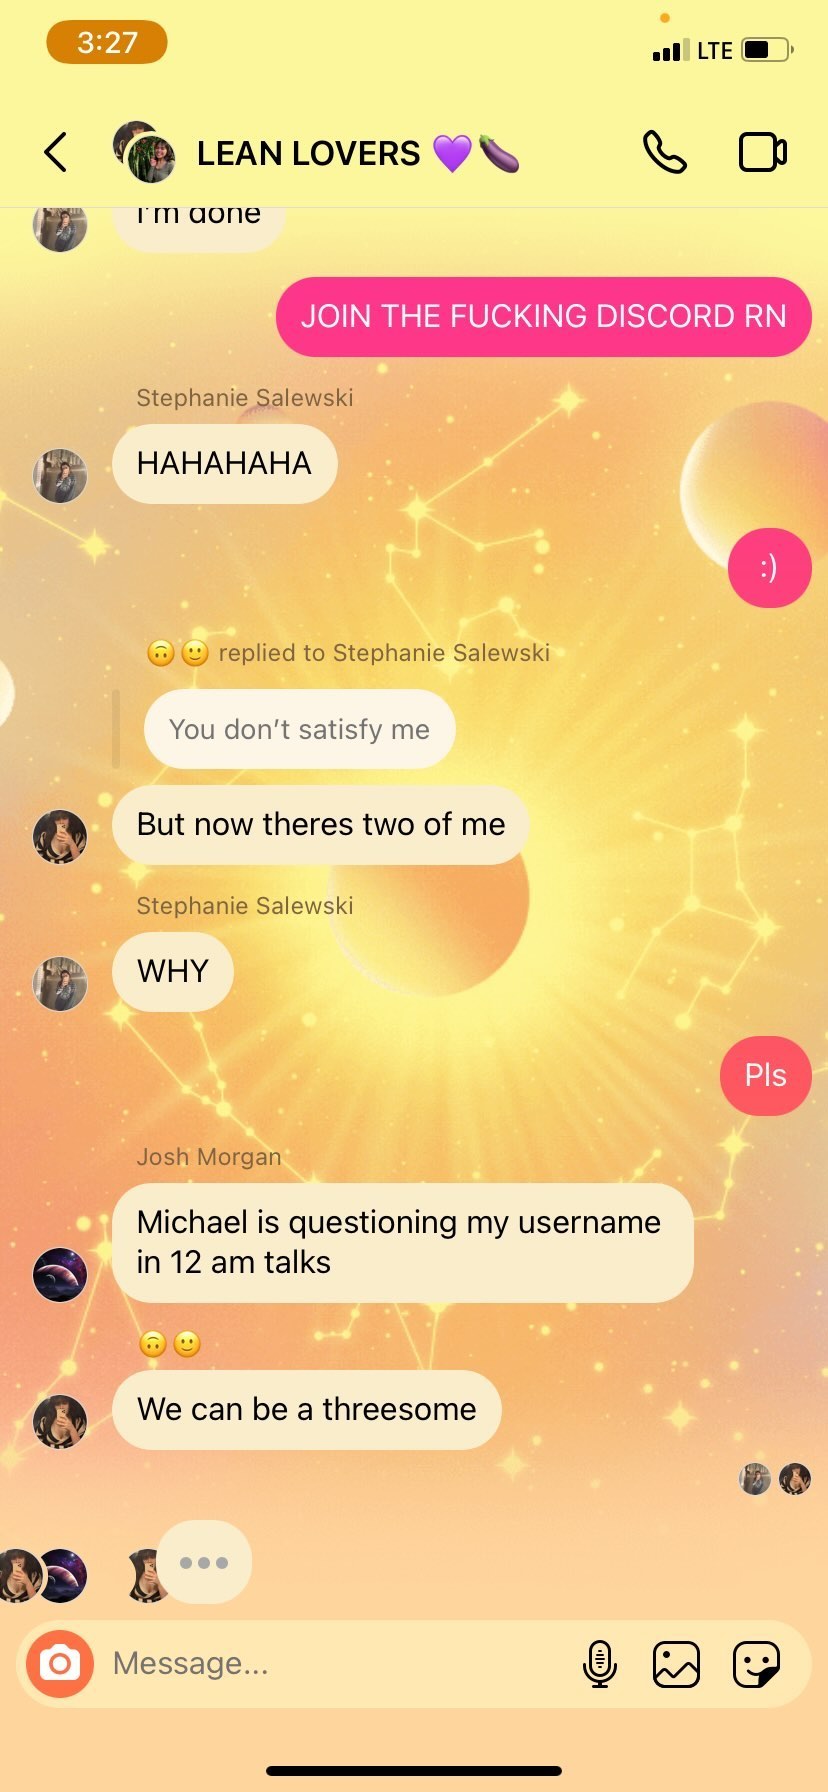 3:27
LTE
LEAN LOVERS 💜🍆
I'm done
JOIN THE FUCKING DISCORD RN
Stephanie Salewski
HAHAHAHA
:)
🙃🙂 replied to Stephanie Salewski
You don’t satisfy me
But now theres two of me
Stephanie Salewski
WHY
Pls
Josh Morgan
Michael is questioning my username
in 12 am talks
🙃🙂
We can be a threesome
Message...